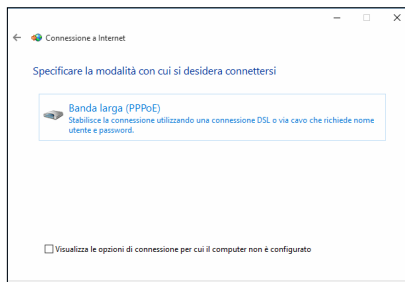 Connessione a Internet
Specificare la modalità con cui si desidera connettersi
Banda larga (PPPoE)
Stabilisce la connessione utilizzando una connessione DSL o via cavo che richiede nome
utente e password.
Visualizza le opzioni di connessione per cui il computer non è configurato